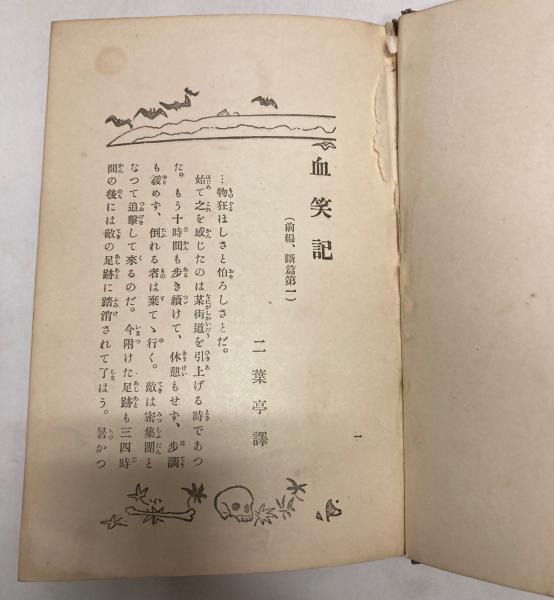 血笑記
(前編、斷篇第一)
二葉亭譯
…物狂ほしさと怕ろしさとだ。
始て之を感じたのは某街道を引上げる時であつ
た。もう十時間も歩き續けて、休憩もせず、歩調
も緩めず、倒れる者は棄てゝ行く。敵は密集團と
なつて追撃して來るのだ。今附けた足跡も三四時
間の後には敵の足跡に踏消されて了はう。暑かつ
一